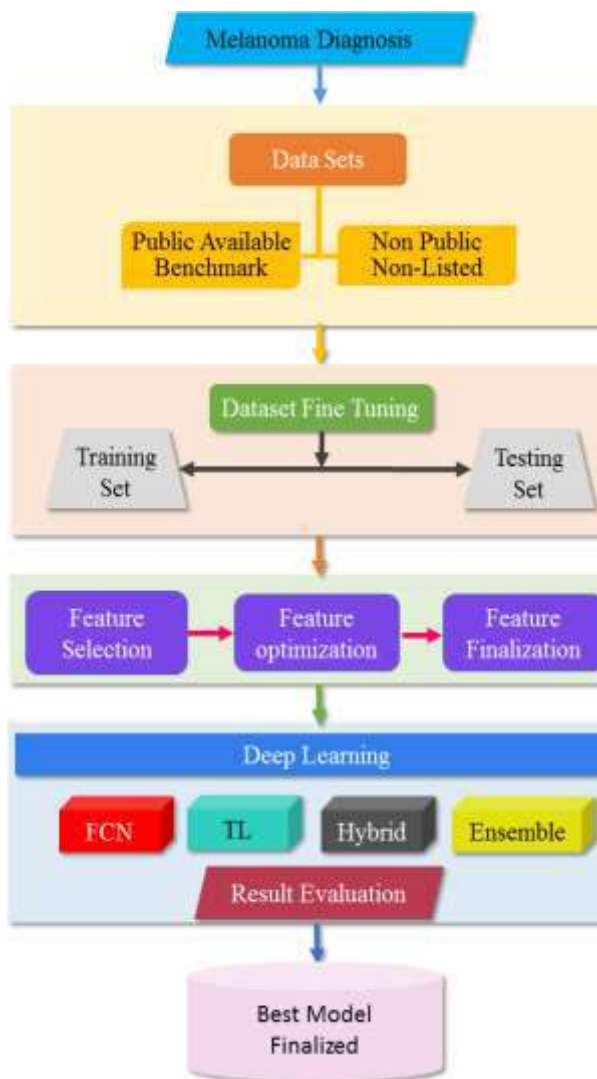 Melanoma Diagnosis
Data Sets
Public Available
Benchmark
Non Public
Non-Listed
Dataset Fine Tuning
Training
Set
Testing
Set
Feature
Selection
Feature
optimization
Feature
Finalization
Deep Learning
FCN
TL
Hybrid
Ensemble
Result Evaluation
Best Model
Finalized